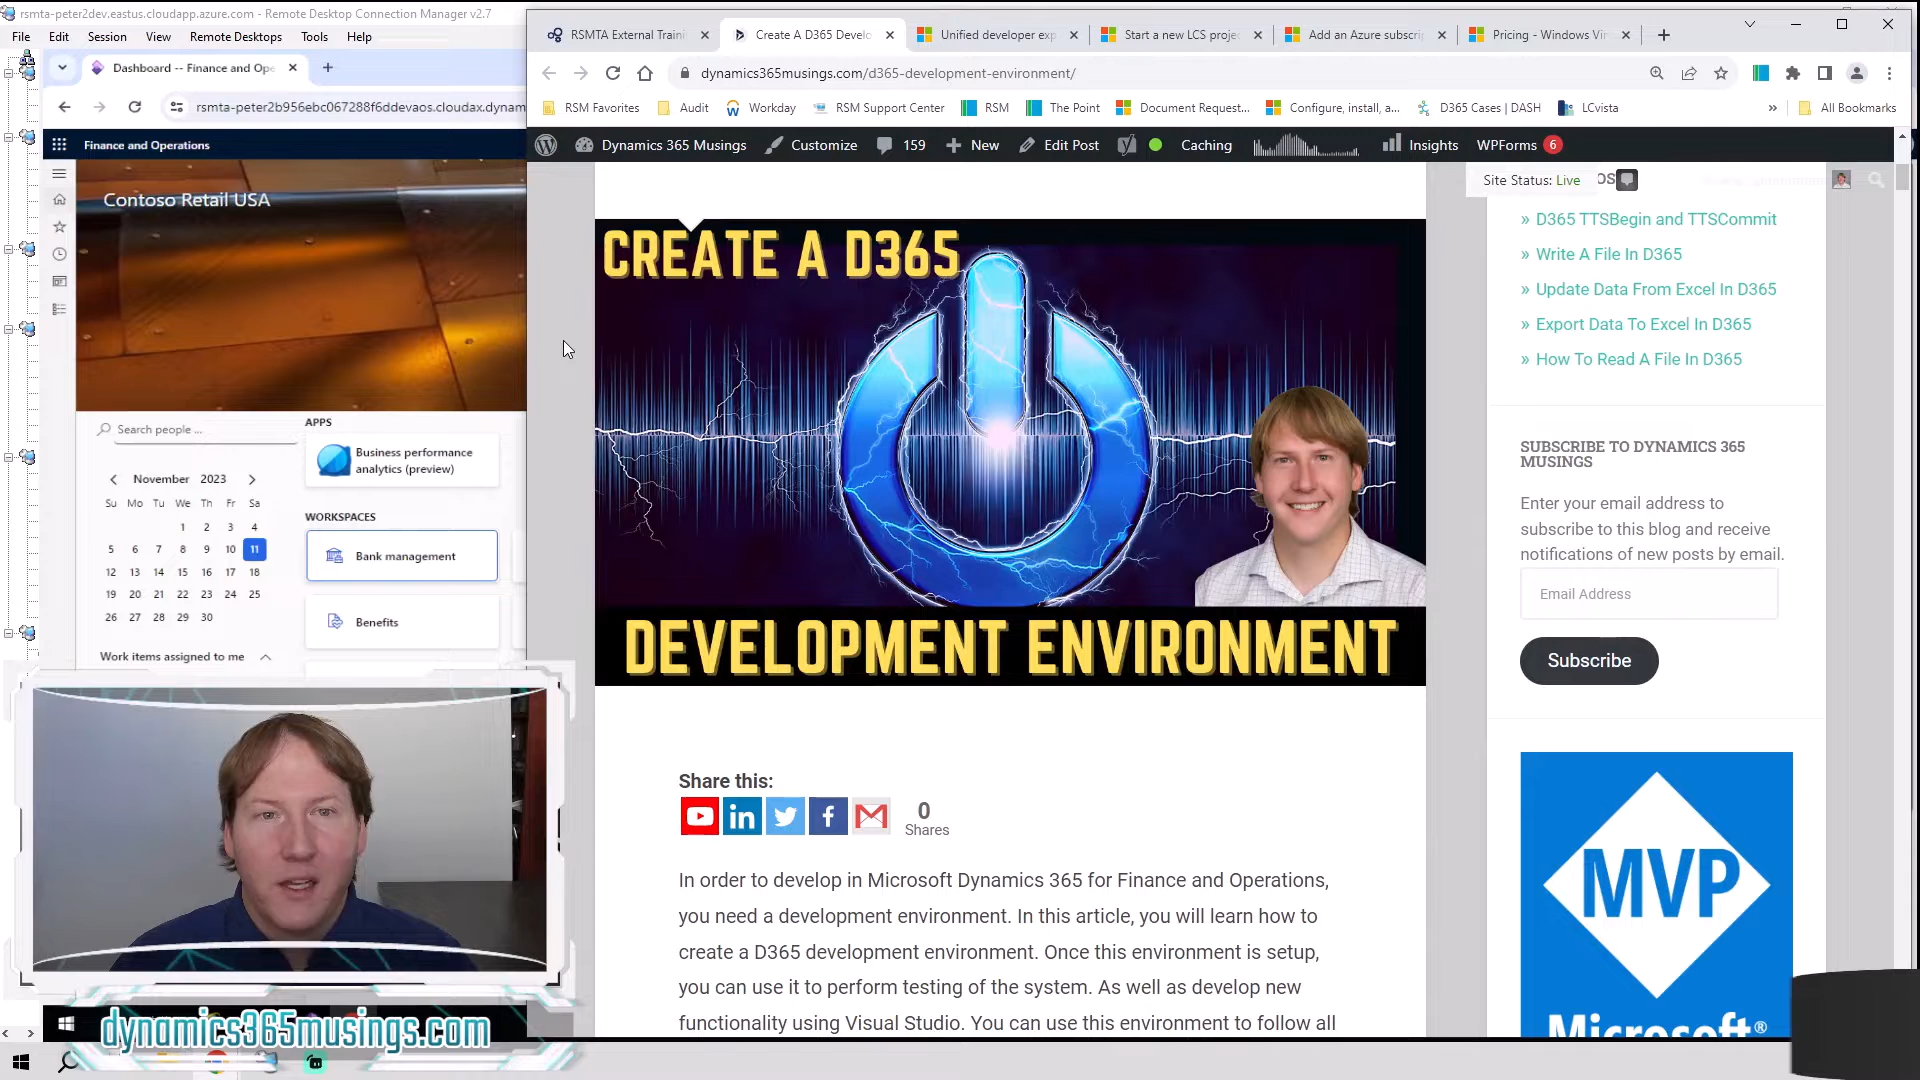 rsmta-peter2dev.eastus.cloudapp.azure.com - Remote Desktop Connection Manager v2.7
File Edit Session View Remote Desktops Tools Help
Dashboard -- Finance and Ope
rsmta-peter2b956ebc067288f6ddevaos.cloudax.dynam
Finance and Operations
Contoso Retail USA
Search people ...
November 2023
Su Mo Tu We Th Fr Sa
1 2 3 4
5 6 7 8 9 10 11
12 13 14 15 16 17 18
19 20 21 22 23 24 25
26 27 28 29 30
Work items assigned to me
APPS
Business performance
analytics (preview)
WORKSPACES
Bank management
Benefits
dynamics365musings.com
RSMTA External Traini
Create A D365 Develo
Unified developer exp
Start a new LCS projec
Add an Azure subscrip
Pricing - Windows Vir
dynamics365musings.com/d365-development-environment/
RSM Favorites Audit Workday RSM Support Center RSM The Point Document Request... Configure, install, a... D365 Cases | DASH LCvista » All Bookmarks
Dynamics 365 Musings Customize 159 New Edit Post Caching Insights WPForms 6
Site Status: Live
CREATE A D365
DEVELOPMENT ENVIRONMENT
Share this:
0
Shares
In order to develop in Microsoft Dynamics 365 for Finance and Operations,
you need a development environment. In this article, you will learn how to
create a D365 development environment. Once this environment is setup,
you can use it to perform testing of the system. As well as develop new
functionality using Visual Studio. You can use this environment to follow all
» D365 TTSBegin and TTSCommit
» Write A File In D365
» Update Data From Excel In D365
» Export Data To Excel In D365
» How To Read A File In D365
SUBSCRIBE TO DYNAMICS 365
MUSINGS
Enter your email address to
subscribe to this blog and receive
notifications of new posts by email.
Email Address
Subscribe
MVP
Microsoft®